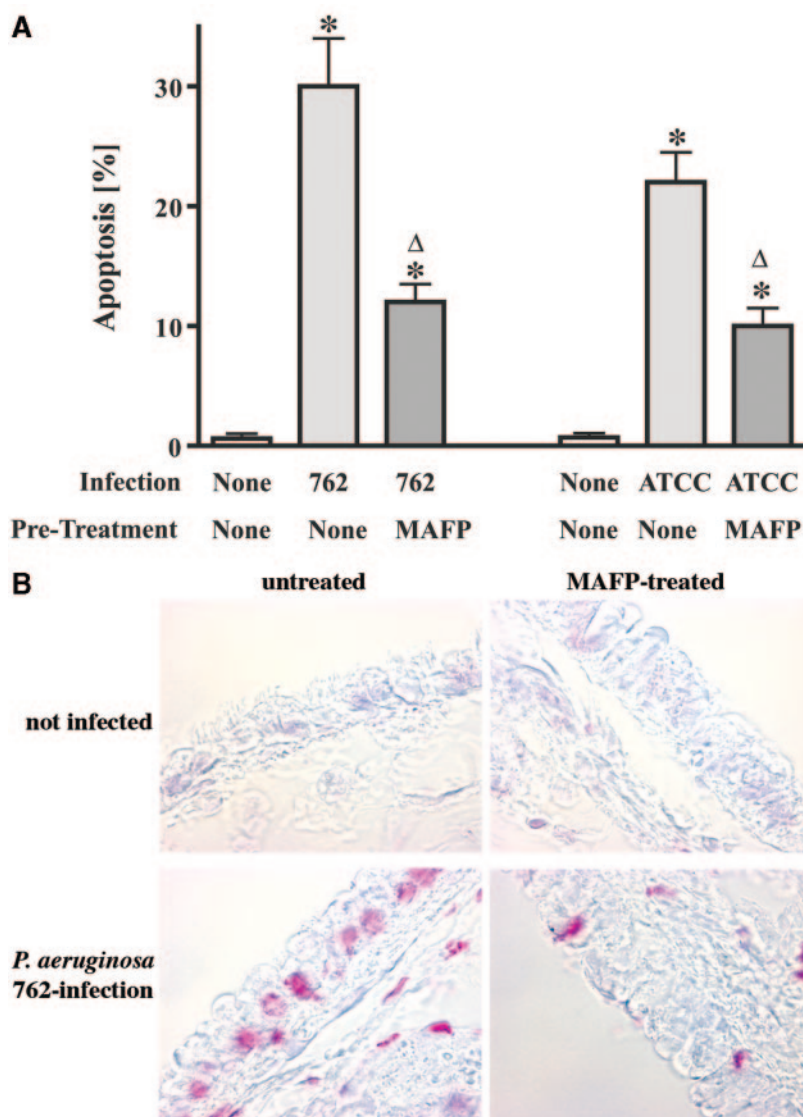 A
Apoptosis [%]
30
20
10
0
*
*
Δ
*
Δ
*
Infection None 762 762 None ATCC ATCC
Pre-Treatment None None MAFP None None MAFP
B
untreated MAFP-treated
not infected
P. aeruginosa
762-infection